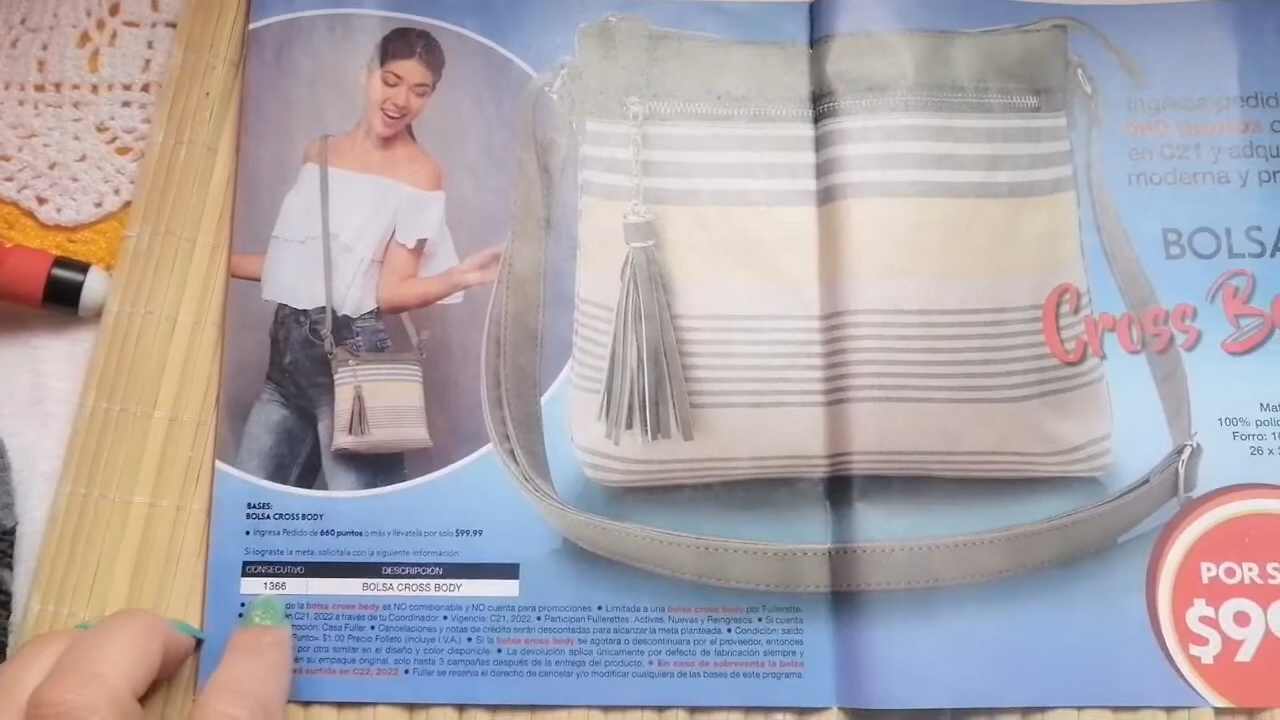 BASES:
BOLSA CROSS BODY
• Ingresa Pedido de 660 puntos o más y llévatela por solo $99.99
Si lograste la meta, solicítala con la siguiente información:
CONSECUTIVO DESCRIPCIÓN
1366 BOLSA CROSS BODY
de la bolsa cross body es NO comisionable y NO cuenta para promociones. • Limitada a una bolsa cross body por Fullerette.
en C21, 2022 a través de tu Coordinador. • Vigencia: C21, 2022. • Participan Fullerettes: Activas, Nuevas y Reingresos. • Si cuenta
moción: Casa Fuller. • Cancelaciones y notas de crédito serán descontadas para alcanzar la meta planteada. • Condición: saldo
Punto= $1.00 Precio Folleto (incluye I.V.A.) • Si la bolsa cross body se agotara o descontinuara por el proveedor, entonces
por otra similar en el diseño y color disponible. • La devolución aplica únicamente por defecto de fabricación siempre y
en su empaque original, solo hasta 3 campañas después de la entrega del producto. • En caso de sobreventa la bolsa
surtida en C22, 2022. • Fuller se reserva el derecho de cancelar y/o modificar cualquiera de las bases de este programa.
Ingresa pedid
puntos
en C21 y adqu
moderna y pr
BOLSA
Cross B
Mat
100% polié
Forro: 10
26 x
POR S
$99